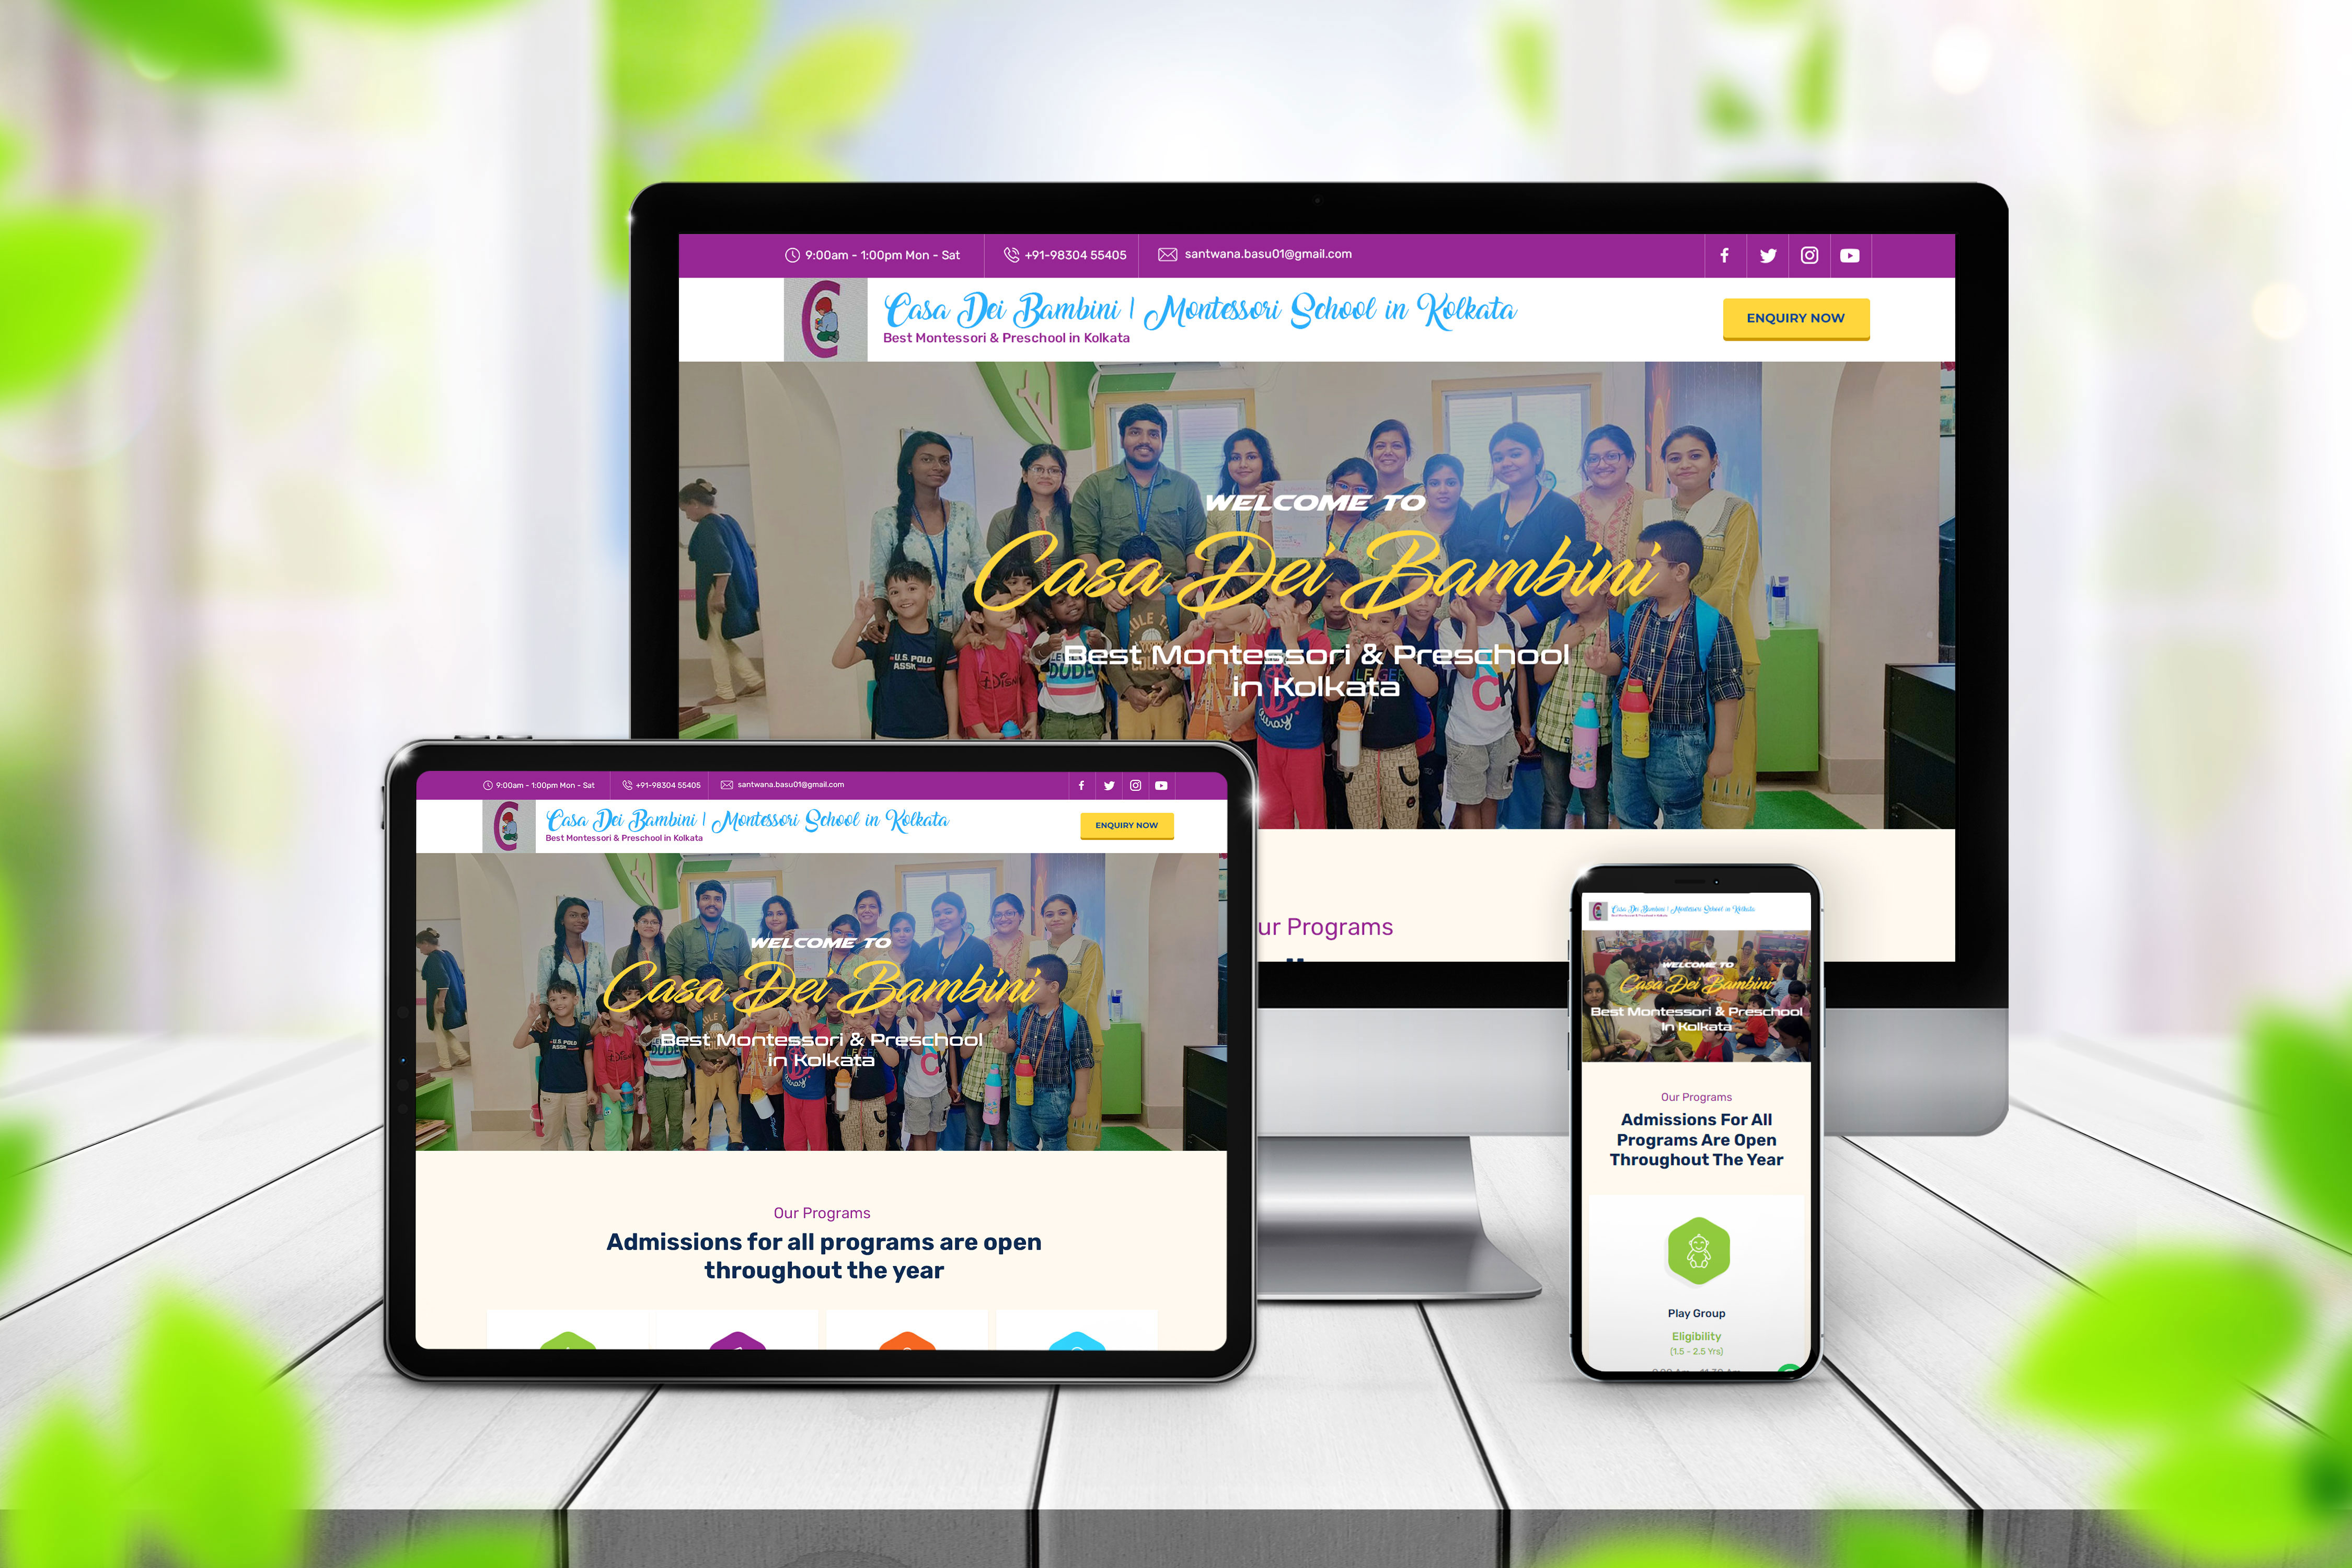 9:00am - 1:00pm Mon - Sat
+91-98304 55405
santwana.basu01@gmail.com
Casa Dei Bambini | Montessori School in Kolkata
Best Montessori & Preschool in Kolkata
ENQUIRY NOW
WELCOME TO
Casa Dei Bambini
Best Montessori & Preschool
in Kolkata
ur Programs
9:00am - 1:00pm Mon - Sat
+91-98304 55405
santwana.basu01@gmail.com
Casa Dei Bambini | Montessori School in Kolkata
Best Montessori & Preschool in Kolkata
ENQUIRY NOW
WELCOME TO
Casa Dei Bambini
Best Montessori & Preschool
in Kolkata
U.S. POLO
ASSN
DUDE
Our Programs
Admissions for all programs are open
throughout the year
Casa Dei Bambini | Montessori School in Kolkata
WELCOME TO
Casa Dei Bambini
Best Montessori & Preschool
In Kolkata
Our Programs
Admissions For All
Programs Are Open
Throughout The Year
Play Group
Eligibility
(1.5 - 2.5 Yrs)